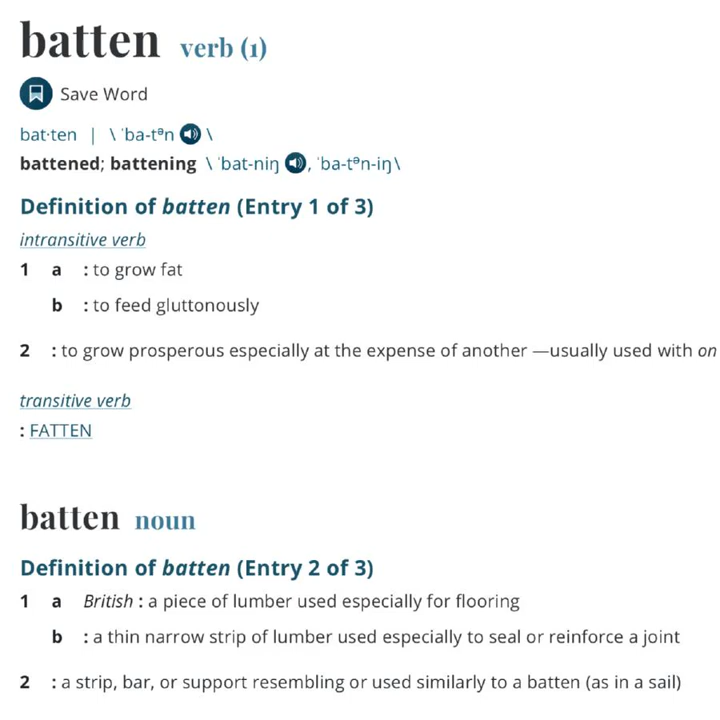 batten verb (1)
Save Word
bat·ten | \ ˈba-tᵊn \
battened; battening \ ˈbat-niŋ , ˈba-tᵊn-iŋ\
Definition of batten (Entry 1 of 3)
intransitive verb
1 a : to grow fat
b : to feed gluttonously
2 : to grow prosperous especially at the expense of another —usually used with on
transitive verb
: FATTEN
batten noun
Definition of batten (Entry 2 of 3)
1 a British : a piece of lumber used especially for flooring
b : a thin narrow strip of lumber used especially to seal or reinforce a joint
2 : a strip, bar, or support resembling or used similarly to a batten (as in a sail)